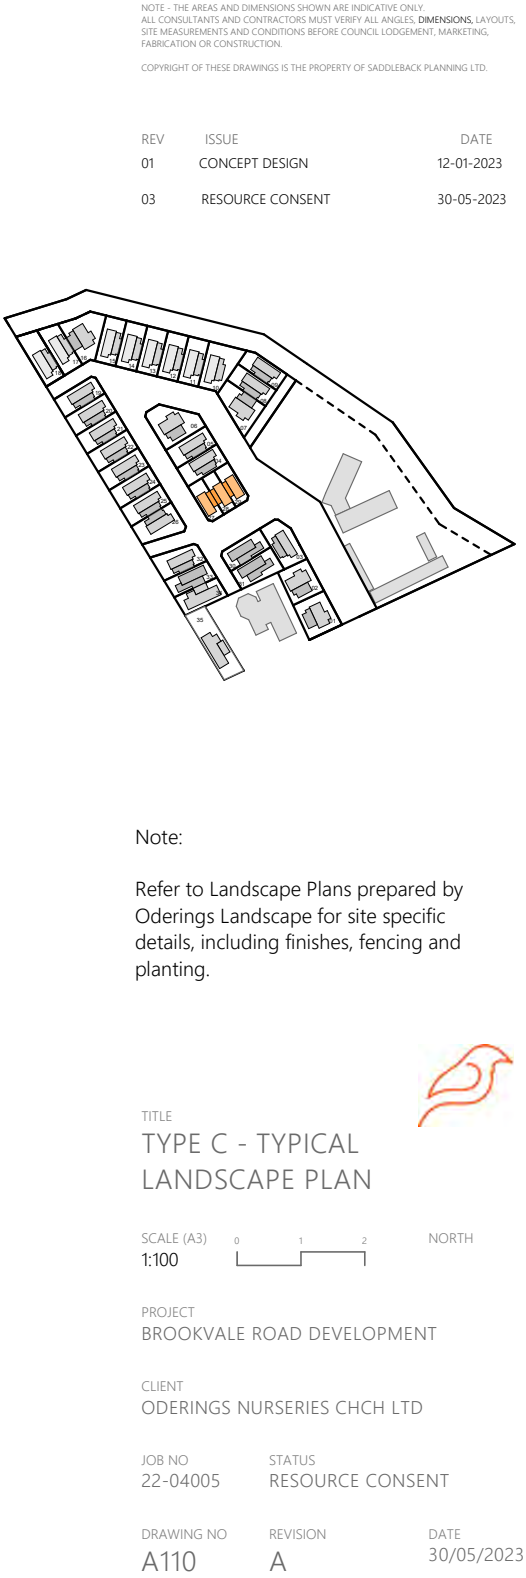 NOTE - THE AREAS AND DIMENSIONS SHOWN ARE INDICATIVE ONLY.
ALL CONSULTANTS AND CONTRACTORS MUST VERIFY ALL ANGLES, DIMENSIONS, LAYOUTS,
SITE MEASUREMENTS AND CONDITIONS BEFORE COUNCIL LODGEMENT, MARKETING,
FABRICATION OR CONSTRUCTION.
COPYRIGHT OF THESE DRAWINGS IS THE PROPERTY OF SADDLEBACK PLANNING LTD.
REV ISSUE DATE
01 CONCEPT DESIGN 12-01-2023
03 RESOURCE CONSENT 30-05-2023
06
07
35
Note:
Refer to Landscape Plans prepared by
Oderings Landscape for site specific
details, including finishes, fencing and
planting.
TITLE
TYPE C - TYPICAL
LANDSCAPE PLAN
SCALE (A3) 0 1 2 NORTH
1:100
PROJECT
BROOKVALE ROAD DEVELOPMENT
CLIENT
ODERINGS NURSERIES CHCH LTD
JOB NO STATUS
22-04005 RESOURCE CONSENT
DRAWING NO REVISION DATE
A110 A 30/05/2023